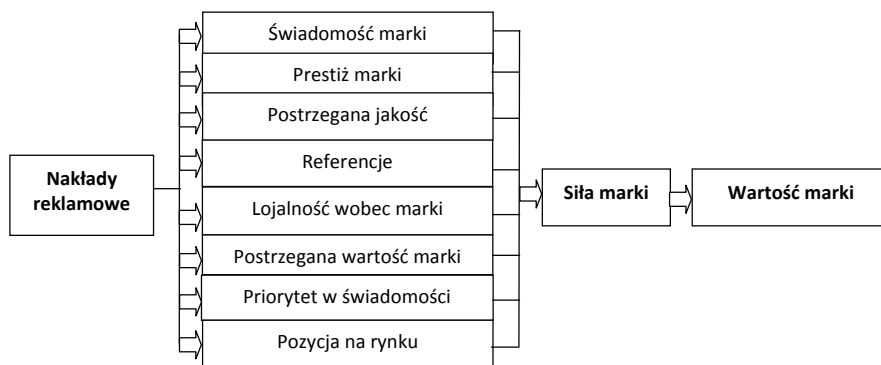 Świadomość marki
Prestiż marki
Postrzegana jakość
Referencje
Nakłady
reklamowe
Lojalność wobec marki
Siła marki
Wartość marki
Postrzegana wartość marki
Priorytet w świadomości
Pozycja na rynku